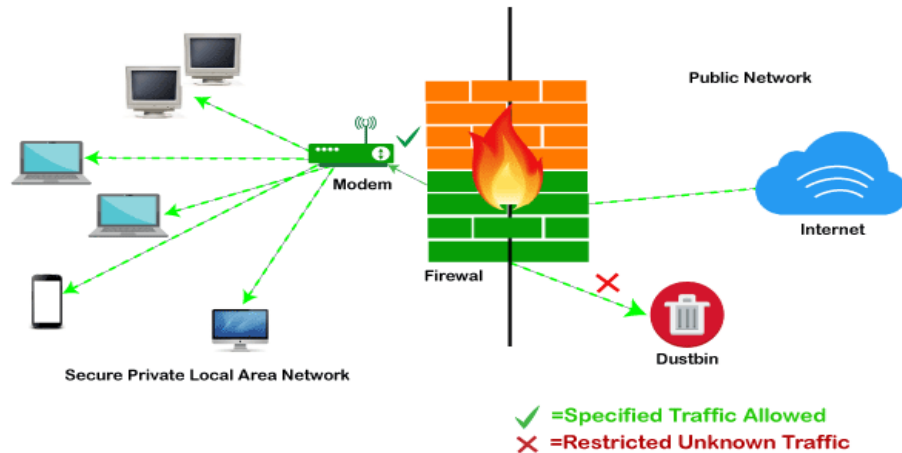 Public Network
Modem
Internet
Firewal
Dustbin
Secure Private Local Area Network
=Specified Traffic Allowed
=Restricted Unknown Traffic